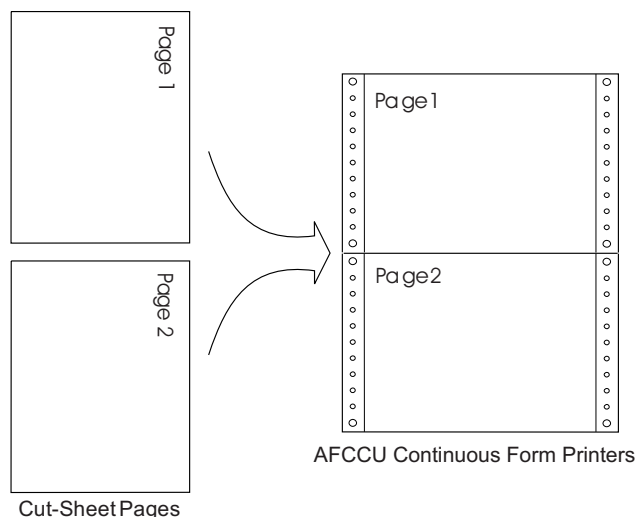 Page 1
Page 2
Cut-Sheet Pages
Page1
Page2
AFCCU Continuous Form Printers